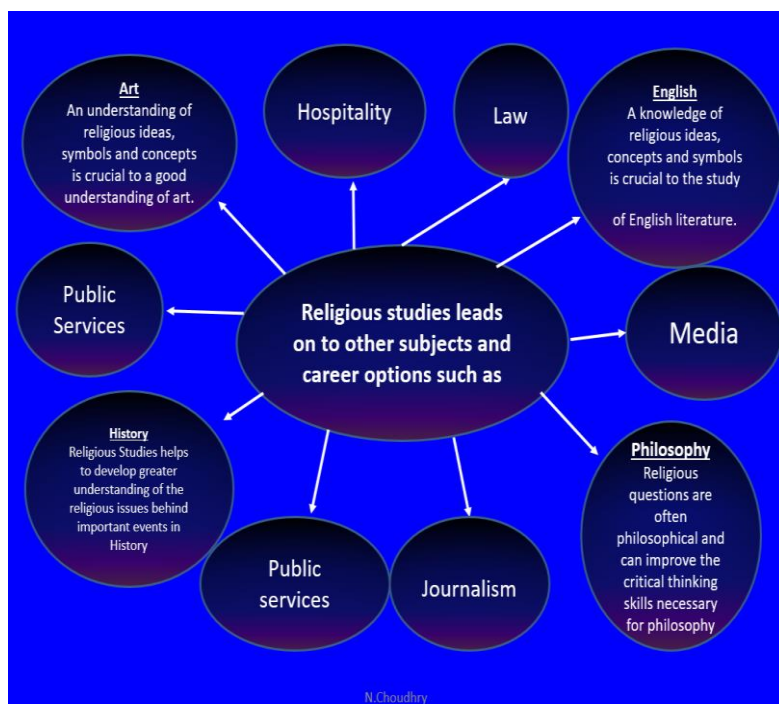 Art
An understanding of
religious ideas,
symbols and concepts
is crucial to a good
understanding of art.
Hospitality
Law
English
A knowledge of
religious ideas,
concepts and symbols
is crucial to the study
of English literature.
Public
Services
Religious studies leads
on to other subjects and
career options such as
Media
History
Religious Studies helps
to develop greater
understanding of the
religious issues behind
important events in
History
Public
services
Journalism
Philosophy
Religious
questions are
often
philosophical and
can improve the
critical thinking
skills necessary
for philosophy
N.Choudhry